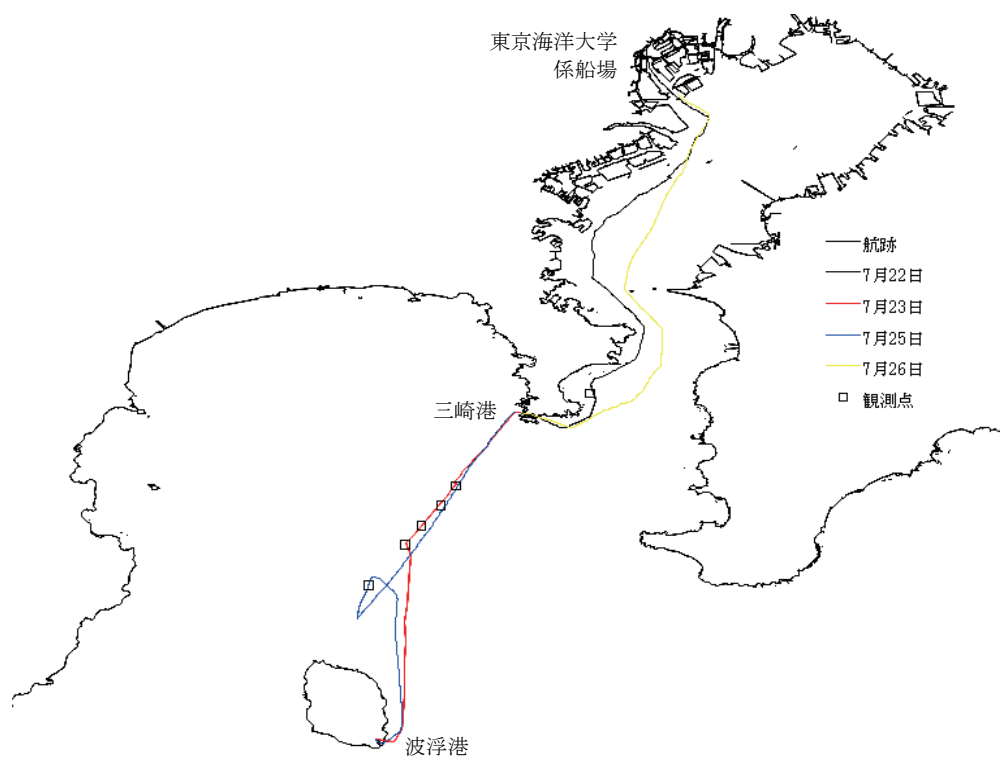 東京海洋大学
係船場
航跡
7月22日
7月23日
7月25日
7月26日
観測点
三崎港
波浮港